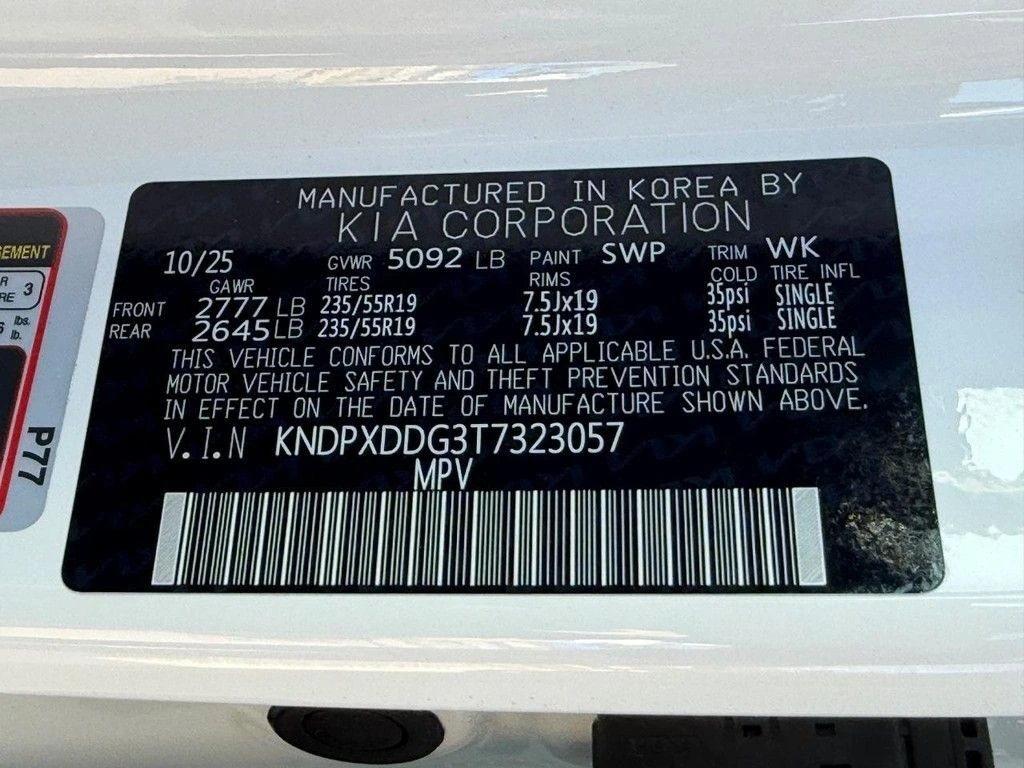 MANUFACTURED IN KOREA BY
KIA CORPORATION
10/25 GVWR 5092 LB PAINT SWP TRIM WK
GAWR TIRES RIMS COLD TIRE INFL
FRONT 2777 LB 235/55R19 7.5Jx19 35psi SINGLE
REAR 2645 LB 235/55R19 7.5Jx19 35psi SINGLE
THIS VEHICLE CONFORMS TO ALL APPLICABLE U.S.A. FEDERAL
MOTOR VEHICLE SAFETY AND THEFT PREVENTION STANDARDS
IN EFFECT ON THE DATE OF MANUFACTURE SHOWN ABOVE.
V.I.N KNDPXDDG3T7323057
MPV
3
lbs.
lb.
P77